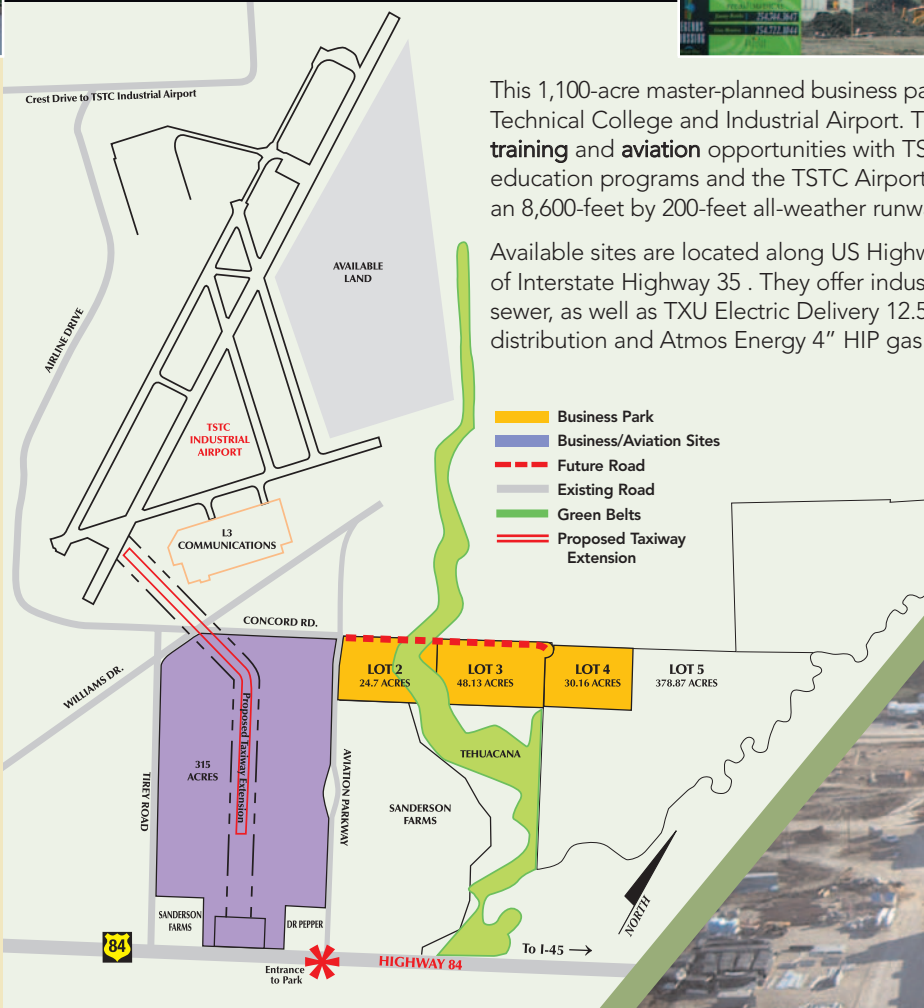 254.744.3847
254.722.8844
Crest Drive to TSTC Industrial Airport
This 1,100-acre master-planned business pa
Technical College and Industrial Airport. T
training and aviation opportunities with TS
education programs and the TSTC Airport
an 8,600-feet by 200-feet all-weather runw
Available sites are located along US Highw
of Interstate Highway 35 . They offer indus
sewer, as well as TXU Electric Delivery 12.5
distribution and Atmos Energy 4” HIP gas
AVAILABLE
LAND
AIRLINE DRIVE
TSTC
INDUSTRIAL
AIRPORT
Business Park
Business/Aviation Sites
Future Road
Existing Road
Green Belts
Proposed Taxiway
Extension
L3
COMMUNICATIONS
CONCORD RD.
WILLIAMS DR.
LOT 2
24.7 ACRES
LOT 3
48.13 ACRES
LOT 4
30.16 ACRES
LOT 5
378.87 ACRES
315
ACRES
Proposed Taxiway Extension
TIREY ROAD
AVIATION PARKWAY
TEHUACANA
SANDERSON
FARMS
SANDERSON
FARMS
DR PEPPER
NORTH
84
Entrance
to Park
HIGHWAY 84
To I-45 →